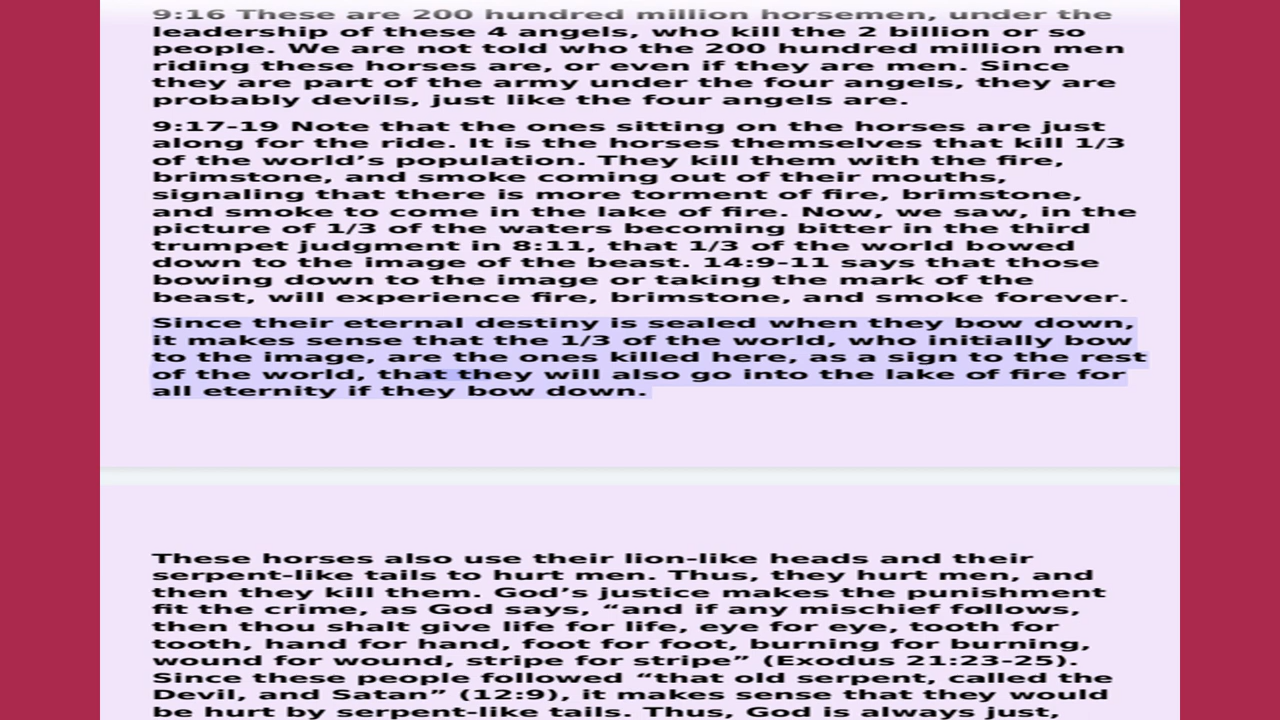 9:16 These are 200 hundred million horsemen, under the
leadership of these 4 angels, who kill the 2 billion or so
people. We are not told who the 200 hundred million men
riding these horses are, or even if they are men. Since
they are part of the army under the four angels, they are
probably devils, just like the four angels are.
9:17-19 Note that the ones sitting on the horses are just
along for the ride. It is the horses themselves that kill 1/3
of the world’s population. They kill them with the fire,
brimstone, and smoke coming out of their mouths,
signaling that there is more torment of fire, brimstone,
and smoke to come in the lake of fire. Now, we saw, in the
picture of 1/3 of the waters becoming bitter in the third
trumpet judgment in 8:11, that 1/3 of the world bowed
down to the image of the beast. 14:9-11 says that those
bowing down to the image or taking the mark of the
beast, will experience fire, brimstone, and smoke forever.
Since their eternal destiny is sealed when they bow down,
it makes sense that the 1/3 of the world, who initially bow
to the image, are the ones killed here, as a sign to the rest
of the world, that they will also go into the lake of fire for
all eternity if they bow down.
These horses also use their lion-like heads and their
serpent-like tails to hurt men. Thus, they hurt men, and
then they kill them. God’s justice makes the punishment
fit the crime, as God says, “and if any mischief follows,
then thou shalt give life for life, eye for eye, tooth for
tooth, hand for hand, foot for foot, burning for burning,
wound for wound, stripe for stripe” (Exodus 21:23-25).
Since these people followed “that old serpent, called the
Devil, and Satan” (12:9), it makes sense that they would
be hurt by serpent-like tails. Thus, God is always just,